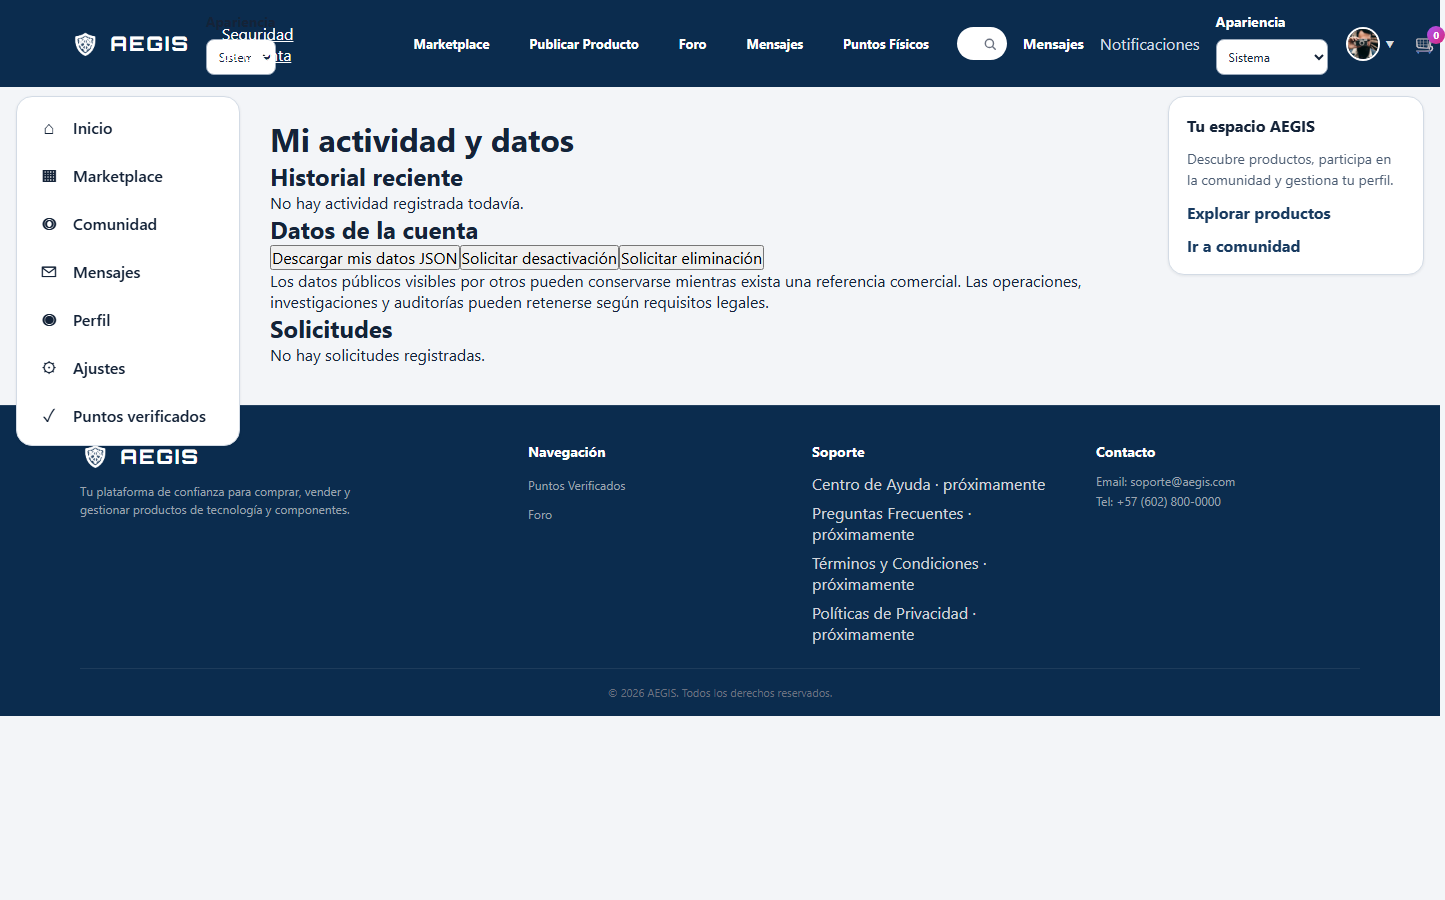 AEGIS
Apariencia
Seguridad
Sistema
nta
Marketplace
Publicar Producto
Foro
Mensajes
Puntos Físicos
Mensajes
Notificaciones
Apariencia
Sistema
0
Inicio
Marketplace
Comunidad
Mensajes
Perfil
Ajustes
Puntos verificados
Mi actividad y datos
Historial reciente
No hay actividad registrada todavía.
Datos de la cuenta
Descargar mis datos JSON Solicitar desactivación Solicitar eliminación
Los datos públicos visibles por otros pueden conservarse mientras exista una referencia comercial. Las operaciones,
investigaciones y auditorías pueden retenerse según requisitos legales.
Solicitudes
No hay solicitudes registradas.
Tu espacio AEGIS
Descubre productos, participa en
la comunidad y gestiona tu perfil.
Explorar productos
Ir a comunidad
AEGIS
Tu plataforma de confianza para comprar, vender y
gestionar productos de tecnología y componentes.
Navegación
Puntos Verificados
Foro
Soporte
Centro de Ayuda · próximamente
Preguntas Frecuentes ·
próximamente
Términos y Condiciones ·
próximamente
Políticas de Privacidad ·
próximamente
Contacto
Email: soporte@aegis.com
Tel: +57 (602) 800-0000
© 2026 AEGIS. Todos los derechos reservados.